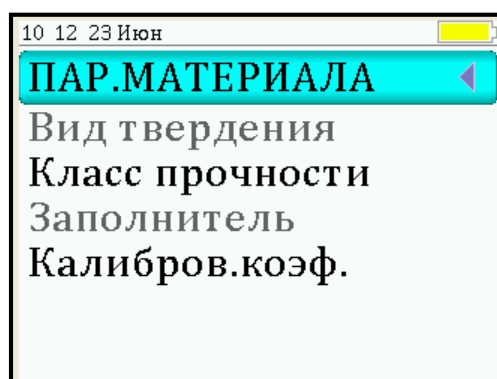 10 12 23 Июн
ПАР.МАТЕРИАЛА
Вид твердения
Класс прочности
Заполнитель
Калибров.коэф.